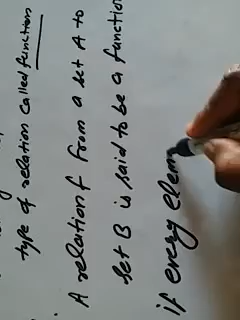 type of relation called function
A relation f from a set A to
set B is said to be a function
if every elem